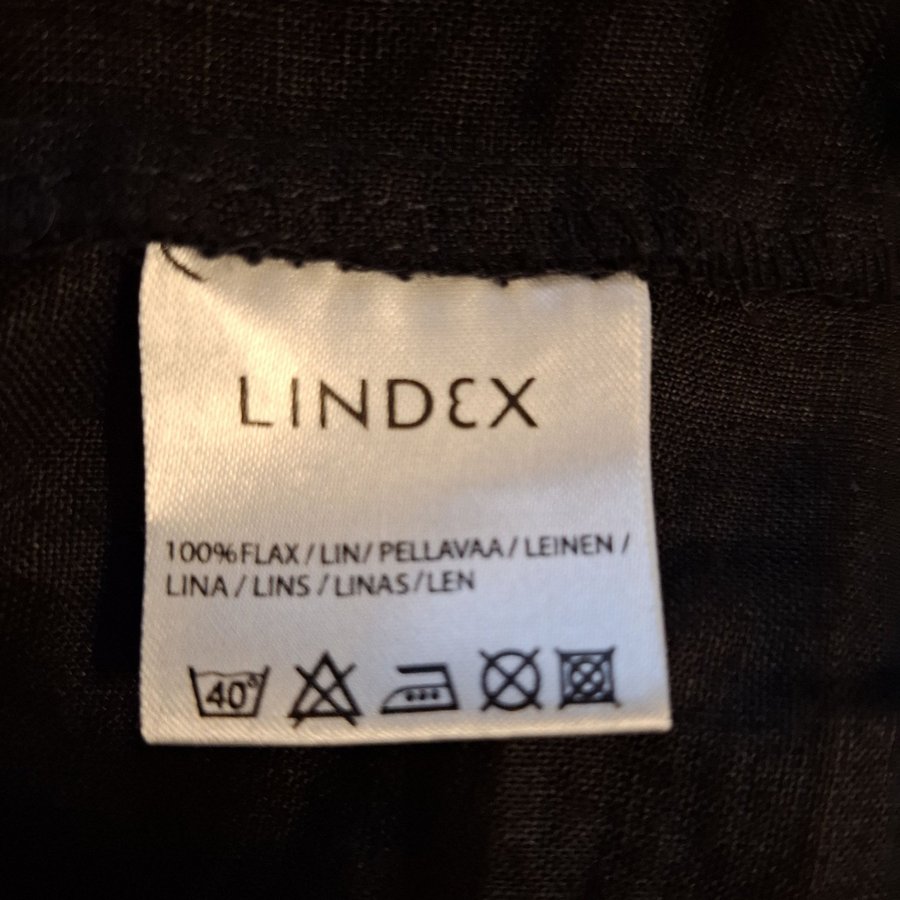 LINDEX
100% FLAX / LIN / PELLAVAA / LEINEN /
LINA / LINS / LINAS / LEN
40°